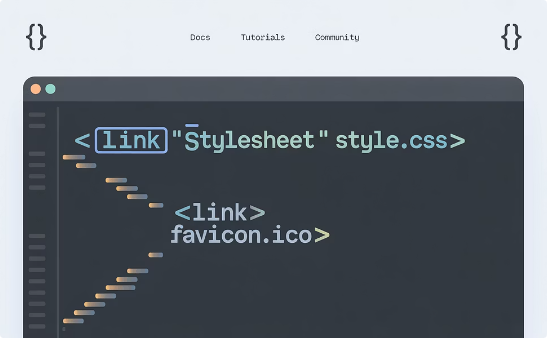 {} Docs Tutorials Community {}
<link "Stylesheet" style.css>
<link>
favicon.ico>